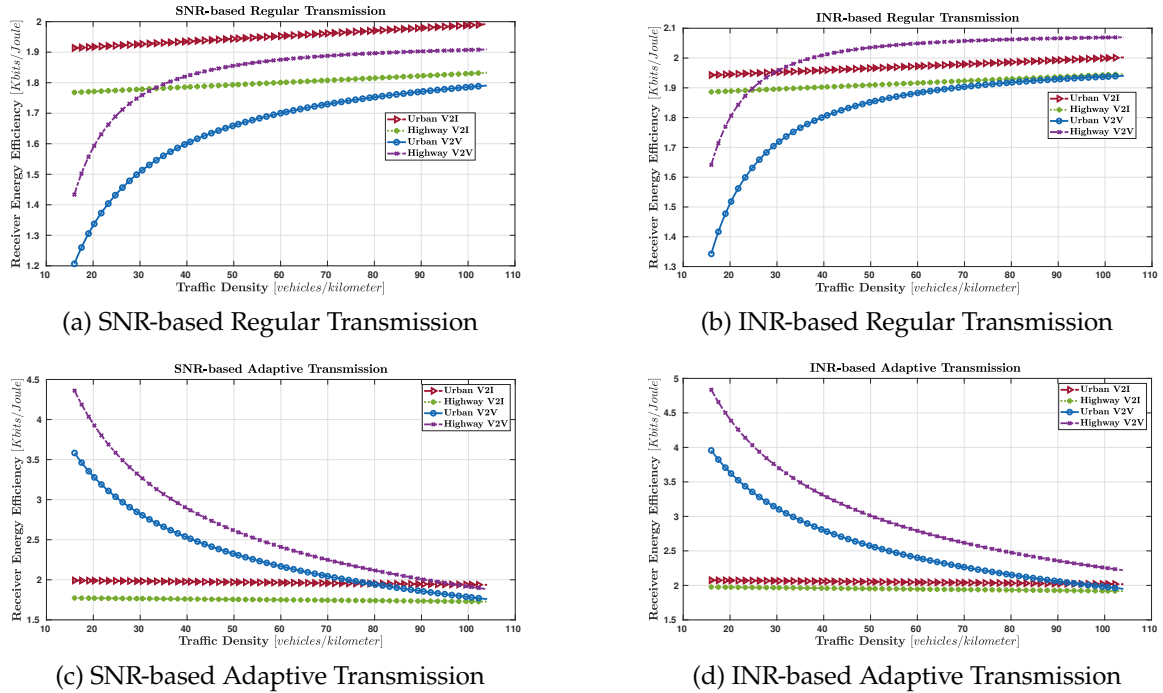 SNR-based Regular Transmission
Receiver Energy Efficiency [Kbits/Joule]
2
1.9
1.8
1.7
1.6
1.5
1.4
1.3
1.2
Urban V2I
Highway V2I
Urban V2V
Highway V2V
10 20 30 40 50 60 70 80 90 100 110
Traffic Density [vehicles/kilometer]
(a) SNR-based Regular Transmission
INR-based Regular Transmission
Receiver Energy Efficiency [Kbits/Joule]
2.1
2
1.9
1.8
1.7
1.6
1.5
1.4
1.3
Urban V2I
Highway V2I
Urban V2V
Highway V2V
10 20 30 40 50 60 70 80 90 100 110
Traffic Density [vehicles/kilometer]
(b) INR-based Regular Transmission
SNR-based Adaptive Transmission
Receiver Energy Efficiency [Kbits/Joule]
4.5
4
3.5
3
2.5
2
1.5
Urban V2I
Highway V2I
Urban V2V
Highway V2V
10 20 30 40 50 60 70 80 90 100 110
Traffic Density [vehicles/kilometer]
(c) SNR-based Adaptive Transmission
INR-based Adaptive Transmission
Receiver Energy Efficiency [Kbits/Joule]
5
4.5
4
3.5
3
2.5
2
1.5
Urban V2I
Highway V2I
Urban V2V
Highway V2V
10 20 30 40 50 60 70 80 90 100 110
Traffic Density [vehicles/kilometer]
(d) INR-based Adaptive Transmission